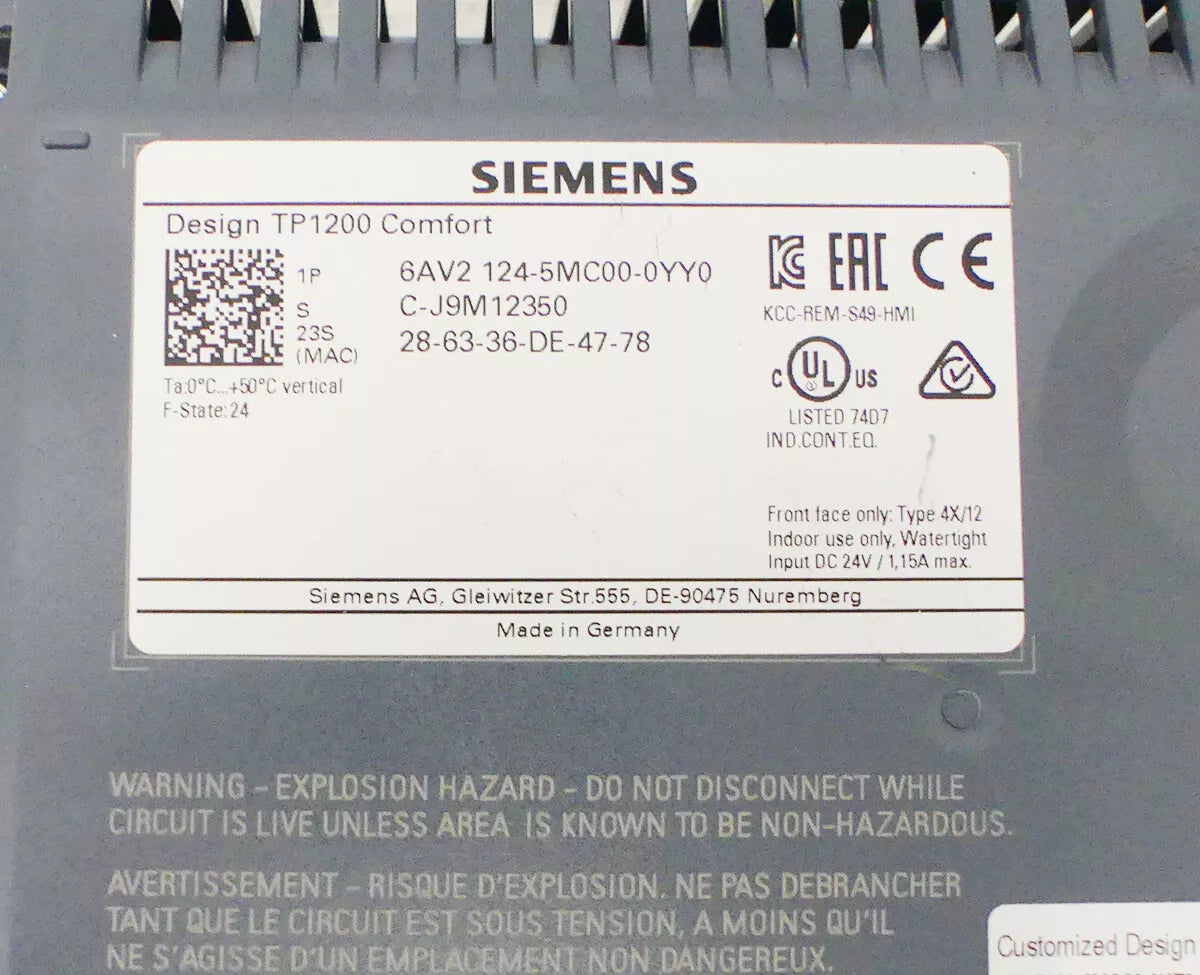 SIEMENS
Design TP1200 Comfort
1P 6AV2 124-5MC00-0YY0
S C-J9M12350
23S 28-63-36-DE-47-78
(MAC)
Ta:0°C...+50°C vertical
F-State:24
EAC CE
KCC-REM-S49-HMI
C UL US
LISTED 74D7
IND.CONT.EQ.
Front face only: Type 4X/12
Indoor use only, Watertight
Input DC 24V / 1,15A max.
Siemens AG, Gleiwitzer Str.555, DE-90475 Nuremberg
Made in Germany
WARNING – EXPLOSION HAZARD – DO NOT DISCONNECT WHILE
CIRCUIT IS LIVE UNLESS AREA IS KNOWN TO BE NON–HAZARDOUS.
AVERTISSEMENT – RISQUE D'EXPLOSION. NE PAS DEBRANCHER
TANT QUE LE CIRCUIT EST SOUS TENSION, A MOINS QU'IL
NE S'AGISSE D'UN EMPLACEMENT NON DANGEREUX.
Customized Design